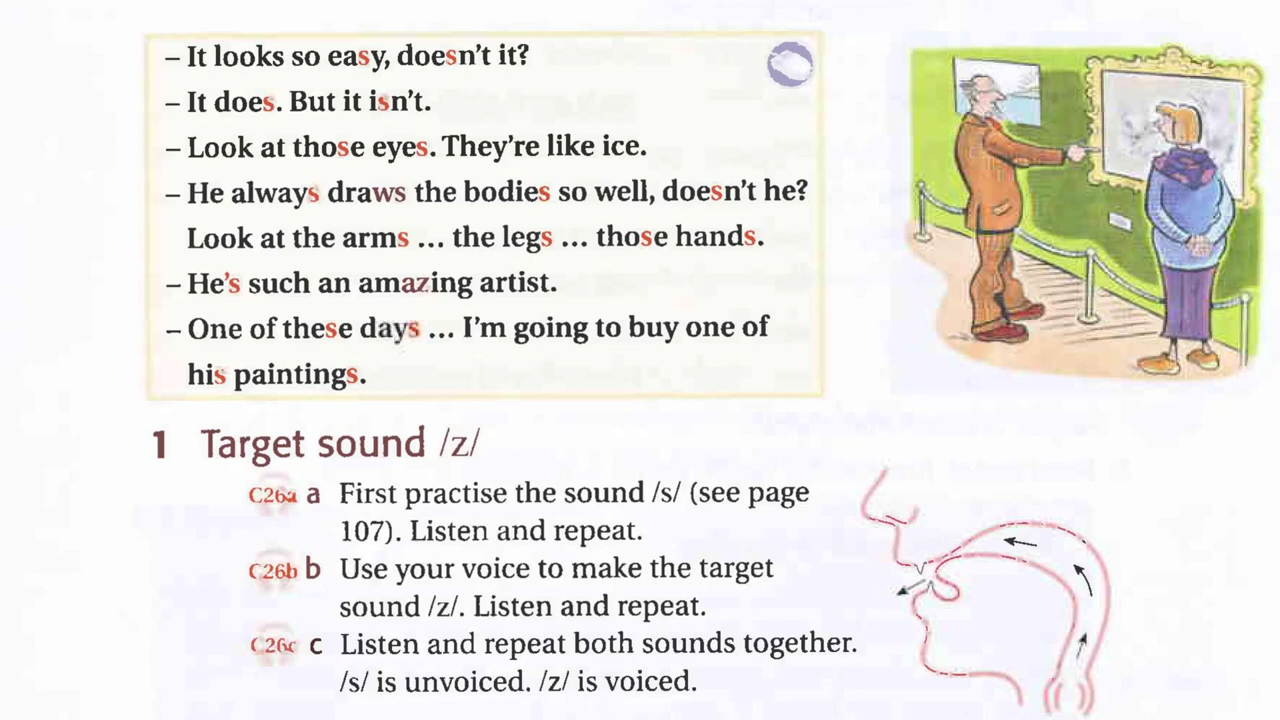 – It looks so easy, doesn't it?
– It does. But it isn't.
– Look at those eyes. They're like ice.
– He always draws the bodies so well, doesn't he?
Look at the arms ... the legs ... those hands.
– He's such an amazing artist.
– One of these days ... I'm going to buy one of
his paintings.
1 Target sound /z/
C26a a First practise the sound /s/ (see page
107). Listen and repeat.
C26b b Use your voice to make the target
sound /z/. Listen and repeat.
C26c c Listen and repeat both sounds together.
/s/ is unvoiced. /z/ is voiced.